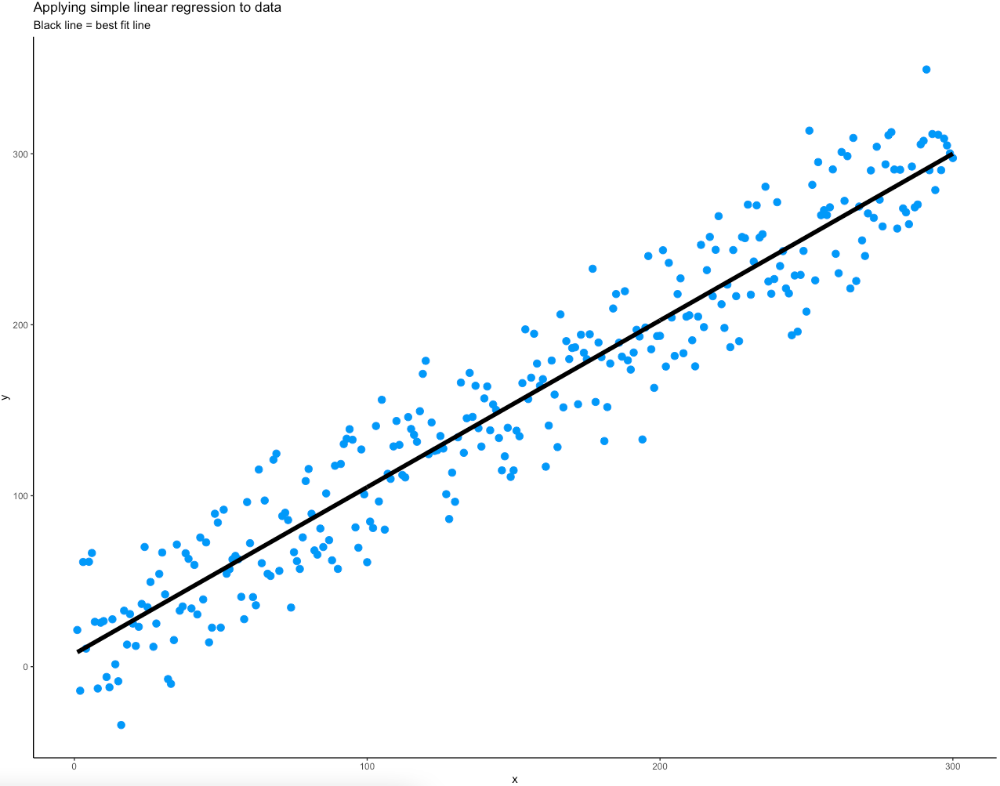 Applying simple linear regression to data
Black line = best fit line
300
200
100
0
y
0 100 200 300
x